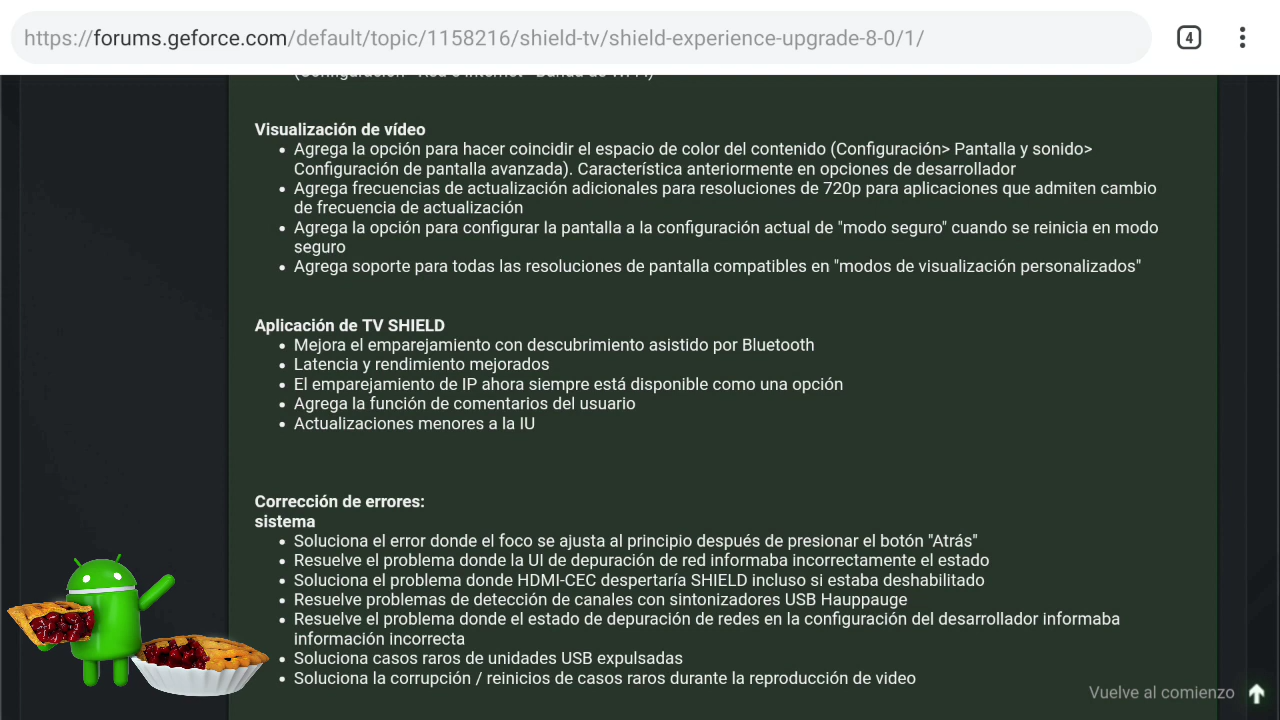 https://forums.geforce.com/default/topic/1158216/shield-tv/shield-experience-upgrade-8-0/1/
4
Visualización de vídeo
Agrega la opción para hacer coincidir el espacio de color del contenido (Configuración> Pantalla y sonido>
Configuración de pantalla avanzada). Característica anteriormente en opciones de desarrollador
Agrega frecuencias de actualización adicionales para resoluciones de 720p para aplicaciones que admiten cambio
de frecuencia de actualización
Agrega la opción para configurar la pantalla a la configuración actual de "modo seguro" cuando se reinicia en modo
seguro
Agrega soporte para todas las resoluciones de pantalla compatibles en "modos de visualización personalizados"
Aplicación de TV SHIELD
Mejora el emparejamiento con descubrimiento asistido por Bluetooth
Latencia y rendimiento mejorados
El emparejamiento de IP ahora siempre está disponible como una opción
Agrega la función de comentarios del usuario
Actualizaciones menores a la IU
Corrección de errores:
sistema
Soluciona el error donde el foco se ajusta al principio después de presionar el botón "Atrás"
Resuelve el problema donde la UI de depuración de red informaba incorrectamente el estado
Soluciona el problema donde HDMI-CEC despertaría SHIELD incluso si estaba deshabilitado
Resuelve problemas de detección de canales con sintonizadores USB Hauppauge
Resuelve el problema donde el estado de depuración de redes en la configuración del desarrollador informaba
información incorrecta
Soluciona casos raros de unidades USB expulsadas
Soluciona la corrupción / reinicios de casos raros durante la reproducción de video
Vuelve al comienzo